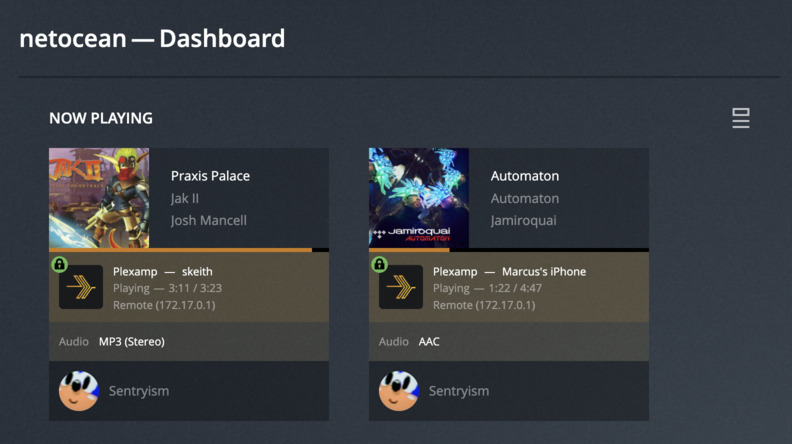 netocean — Dashboard
NOW PLAYING
JAK II
Praxis Palace
Jak II
Josh Mancell
Plexamp — skeith
Playing — 3:11 / 3:23
Remote (172.17.0.1)
Audio MP3 (Stereo)
Sentryism
Jamiroquai
AUTOMATON
Automaton
Automaton
Jamiroquai
Plexamp — Marcus's iPhone
Playing — 1:22 / 4:47
Remote (172.17.0.1)
Audio AAC
Sentryism